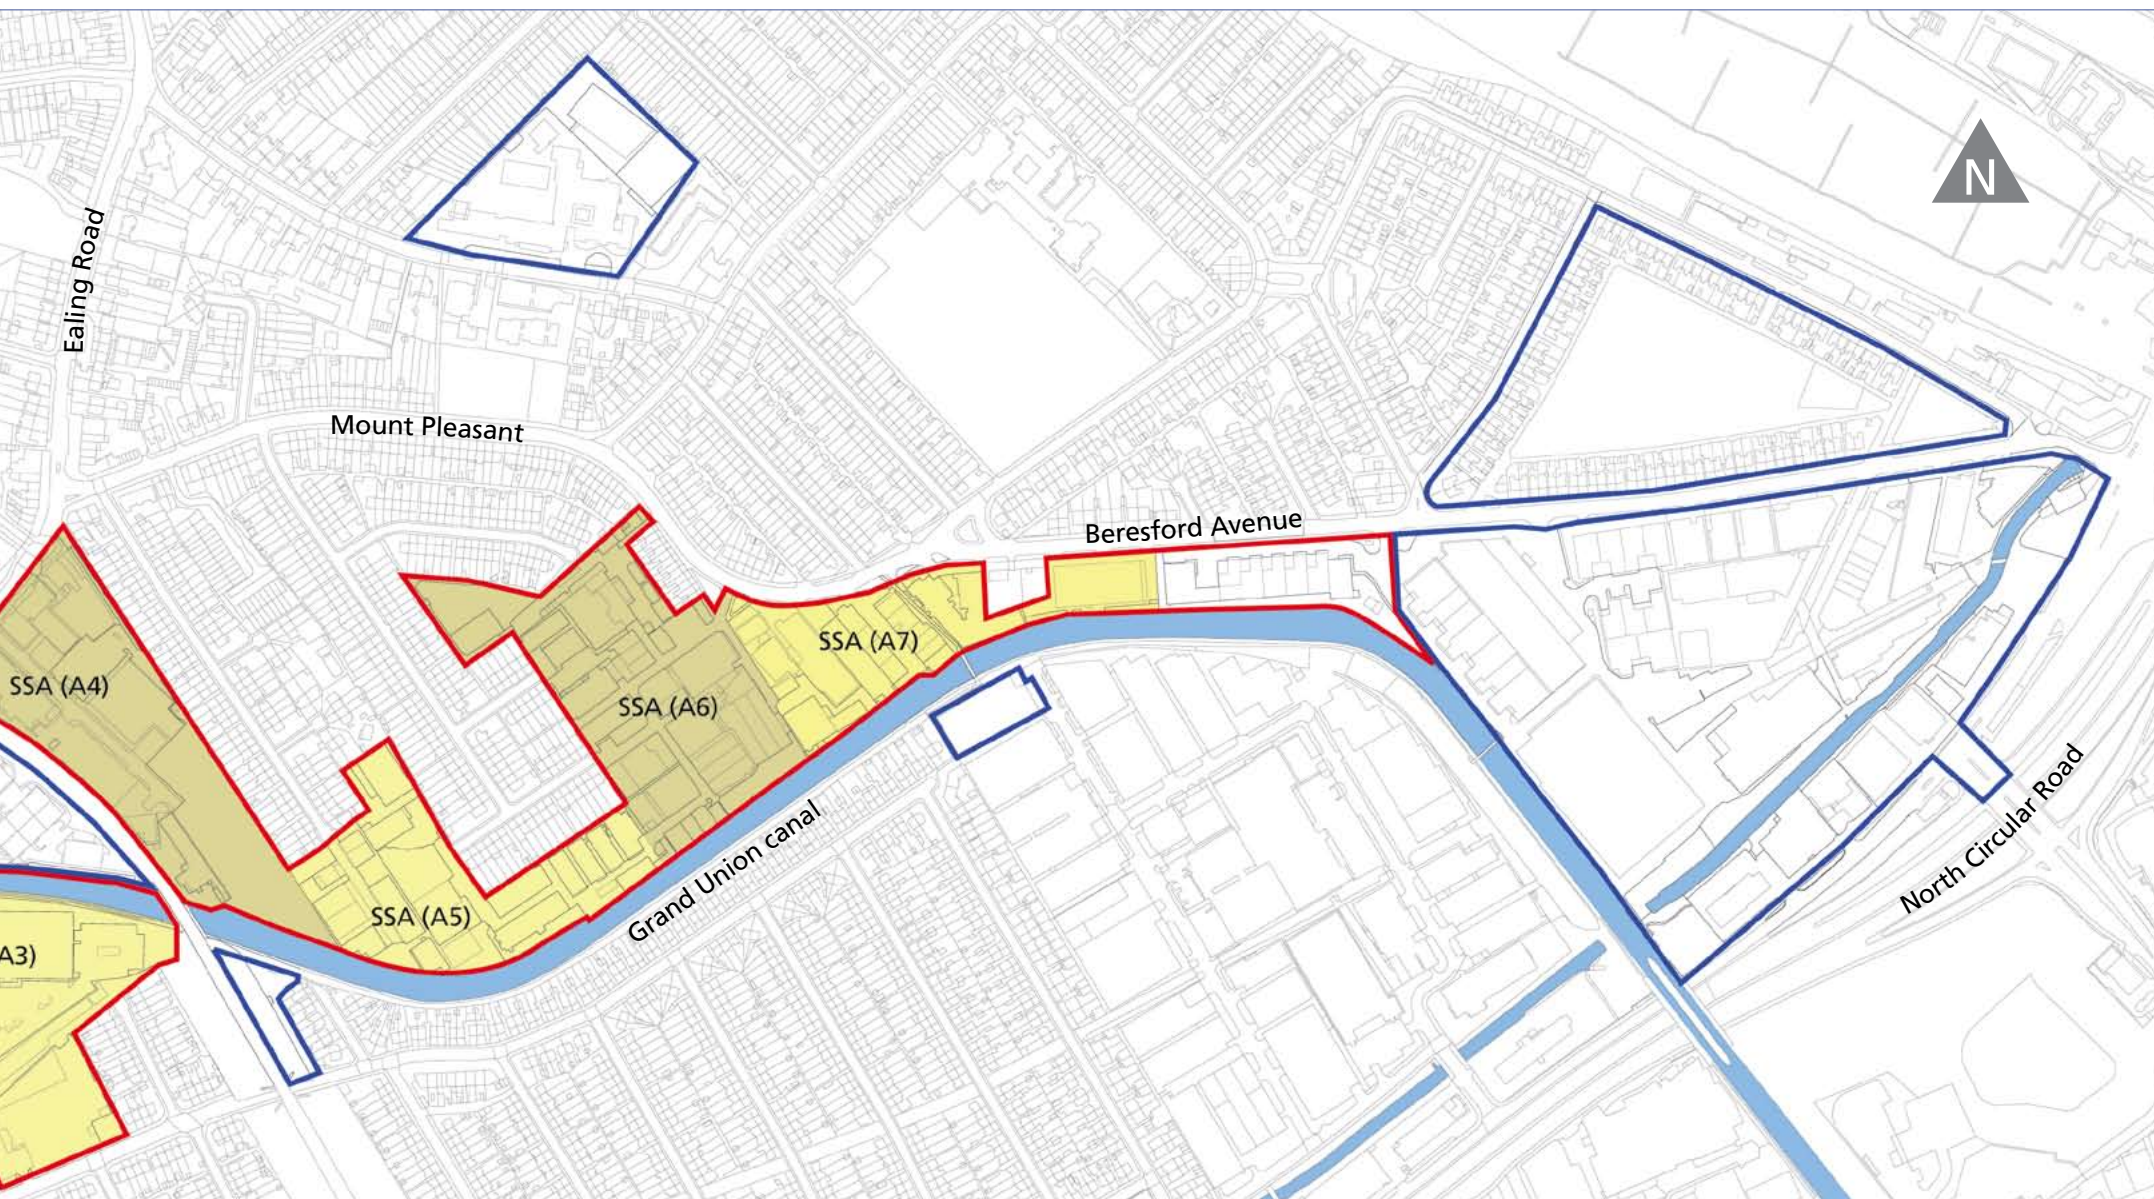 N
Ealing Road
Mount Pleasant
Beresford Avenue
SSA (A7)
SSA (A4)
SSA (A6)
Grand Union canal
North Circular Road
SSA (A5)
A3)